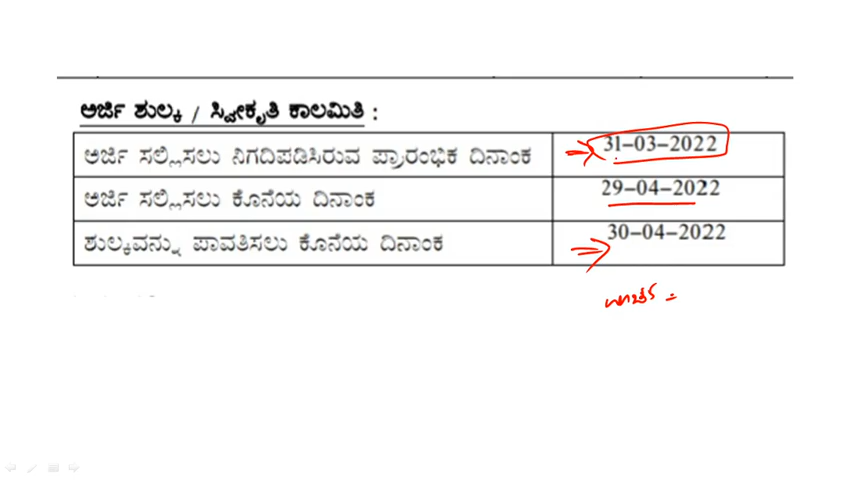 ಅರ್ಜಿ ಶುಲ್ಕ / ಸ್ವೀಕೃತಿ ಕಾಲಮಿತಿ :
ಅರ್ಜಿ ಸಲ್ಲಿಸಲು ನಿಗದಿಪಡಿಸಿರುವ ಪ್ರಾರಂಭಿಕ ದಿನಾಂಕ 31-03-2022
ಅರ್ಜಿ ಸಲ್ಲಿಸಲು ಕೊನೆಯ ದಿನಾಂಕ 29-04-2022
ಶುಲ್ಕವನ್ನು ಪಾವತಿಸಲು ಕೊನೆಯ ದಿನಾಂಕ 30-04-2022